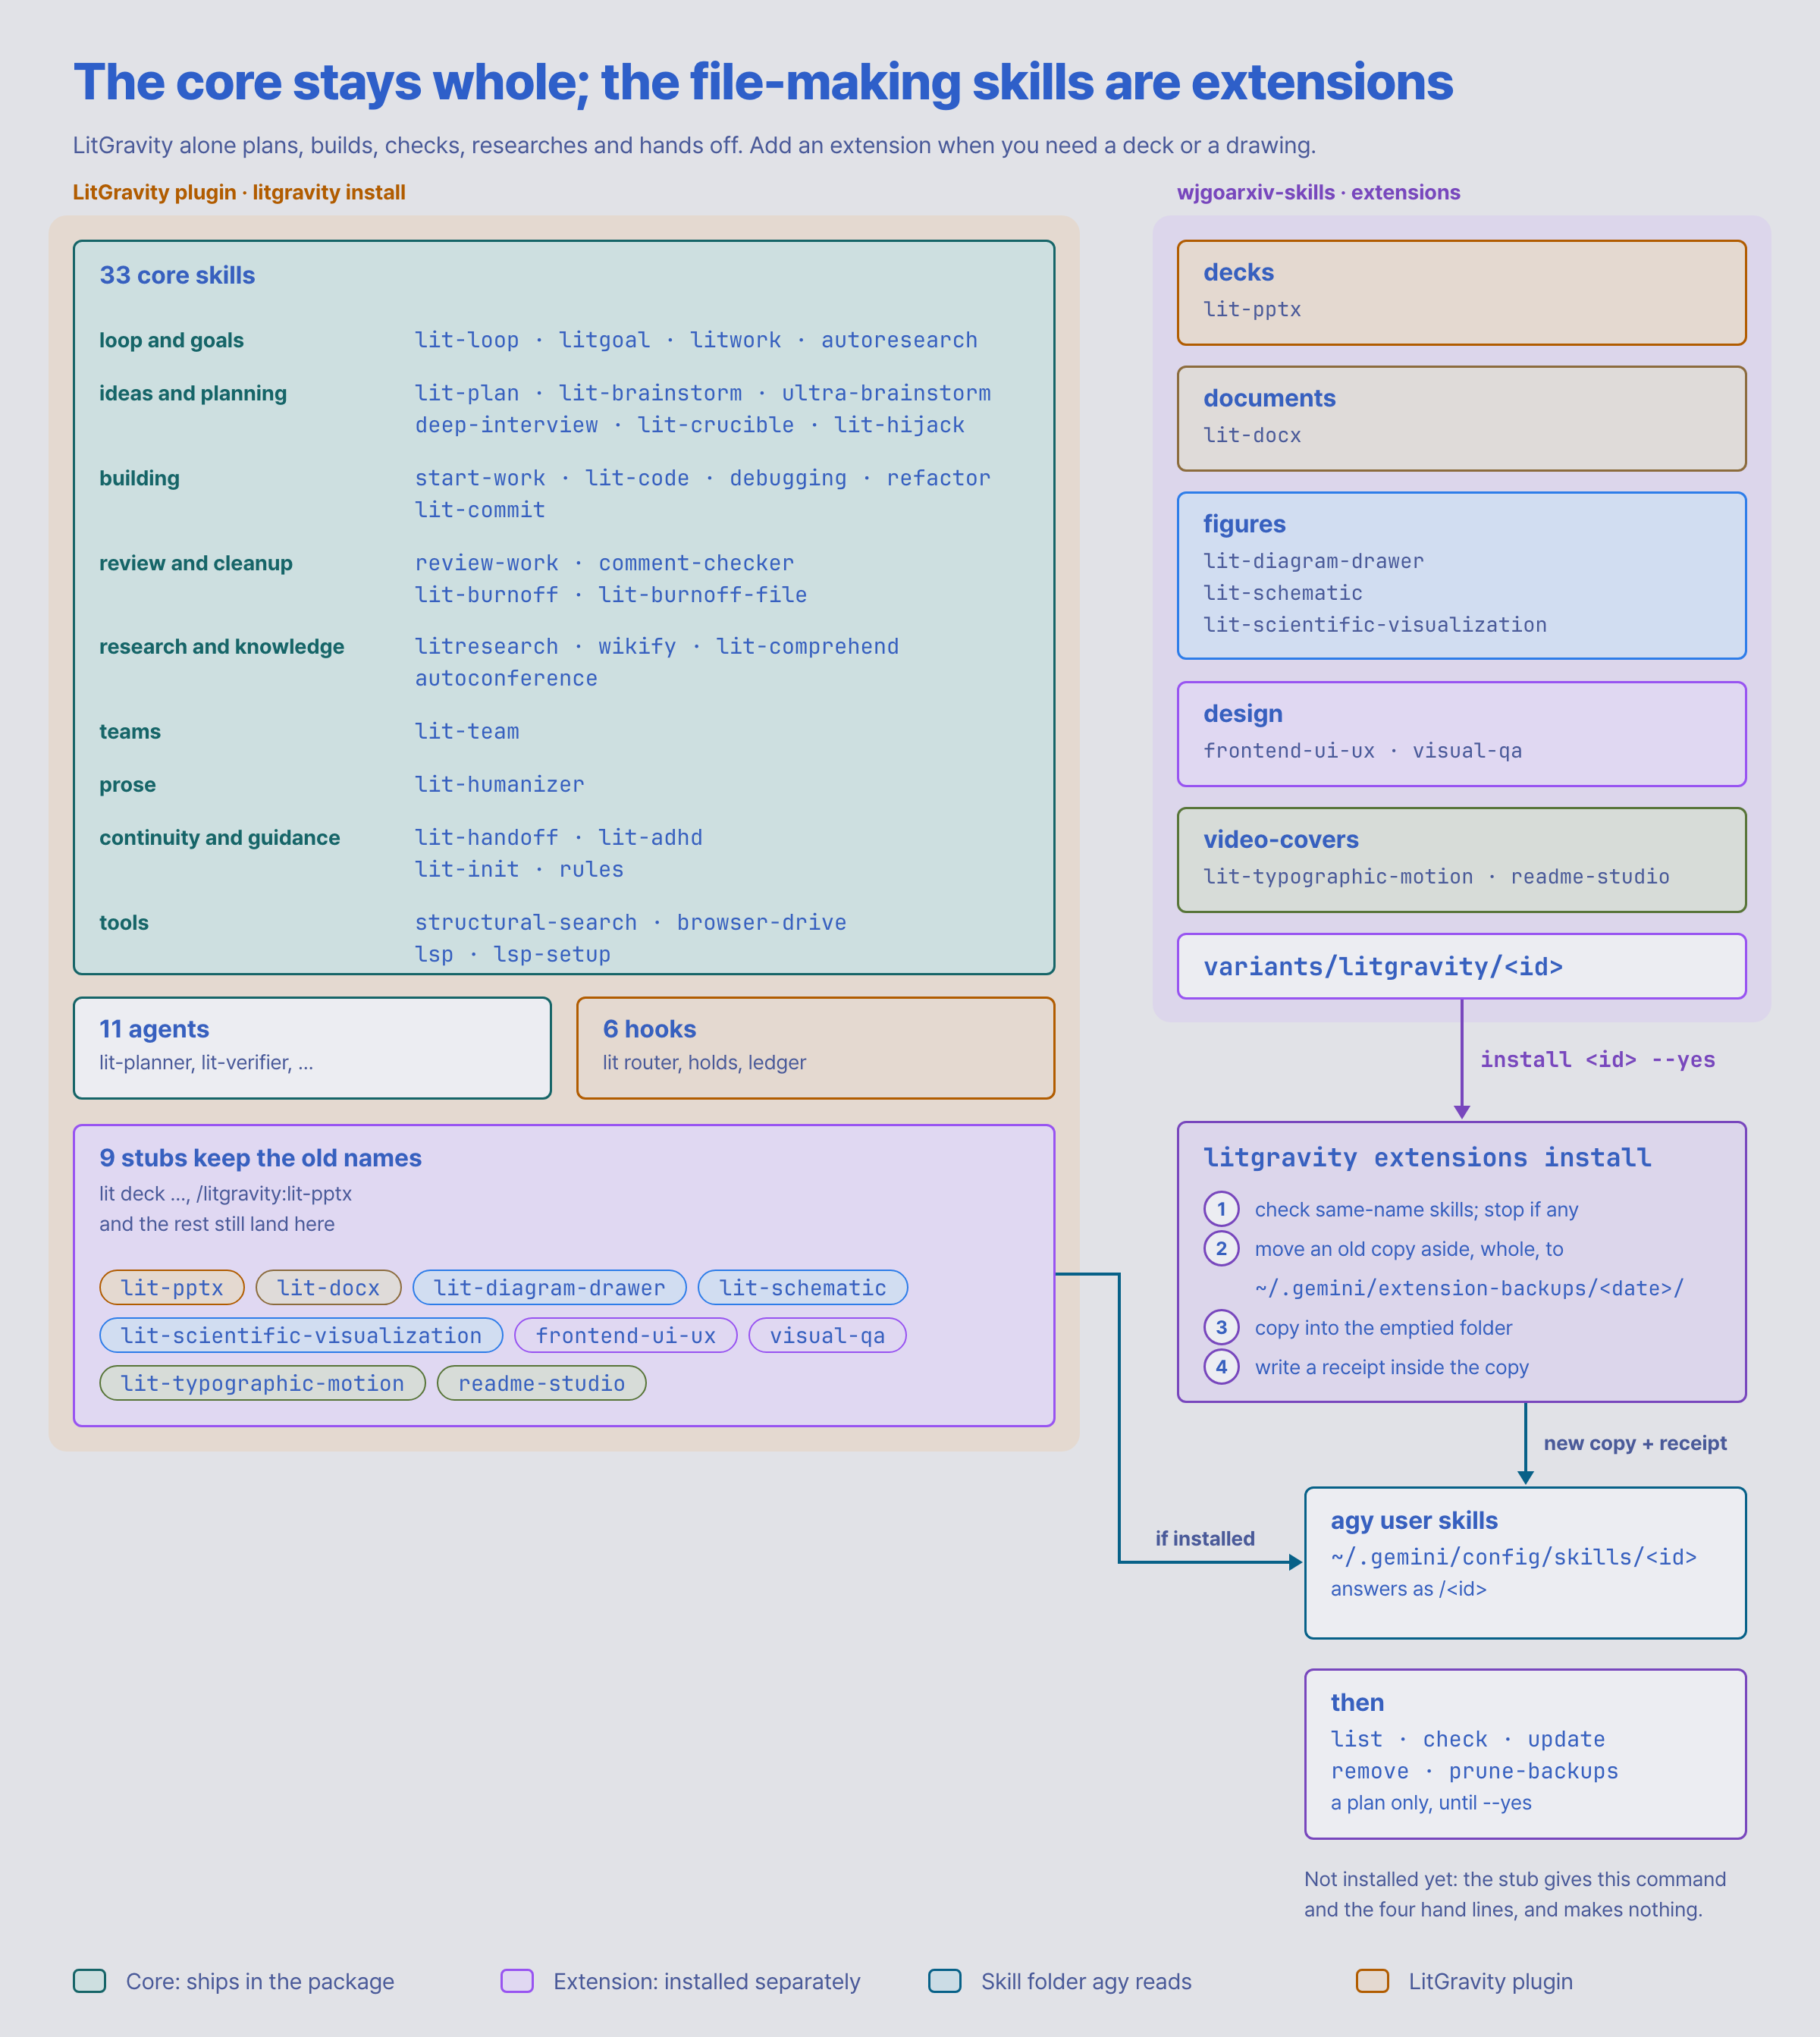 The core stays whole; the file-making skills are extensions
LitGravity alone plans, builds, checks, researches and hands off. Add an extension when you need a deck or a drawing.
LitGravity plugin · litgravity install
33 core skills
loop and goals
lit-loop · litgoal · litwork · autoresearch
ideas and planning
lit-plan · lit-brainstorm · ultra-brainstorm
deep-interview · lit-crucible · lit-hijack
building
start-work · lit-code · debugging · refactor
lit-commit
review and cleanup
review-work · comment-checker
lit-burnoff · lit-burnoff-file
research and knowledge
litresearch · wikify · lit-comprehend
autoconference
teams
lit-team
prose
lit-humanizer
continuity and guidance
lit-handoff · lit-adhd
lit-init · rules
tools
structural-search · browser-drive
lsp · lsp-setup
11 agents
lit-planner, lit-verifier, ...
6 hooks
lit router, holds, ledger
9 stubs keep the old names
lit deck ..., /litgravity:lit-pptx
and the rest still land here
lit-pptx
lit-docx
lit-diagram-drawer
lit-schematic
lit-scientific-visualization
frontend-ui-ux
visual-qa
lit-typographic-motion
readme-studio
wjgoarxiv-skills · extensions
decks
lit-pptx
documents
lit-docx
figures
lit-diagram-drawer
lit-schematic
lit-scientific-visualization
design
frontend-ui-ux · visual-qa
video-covers
lit-typographic-motion · readme-studio
variants/litgravity/<id>
install <id> --yes
litgravity extensions install
1 check same-name skills; stop if any
2 move an old copy aside, whole, to
~/.gemini/extension-backups/<date>/
3 copy into the emptied folder
4 write a receipt inside the copy
new copy + receipt
if installed
agy user skills
~/.gemini/config/skills/<id>
answers as /<id>
then
list · check · update
remove · prune-backups
a plan only, until --yes
Not installed yet: the stub gives this command
and the four hand lines, and makes nothing.
Core: ships in the package
Extension: installed separately
Skill folder agy reads
LitGravity plugin